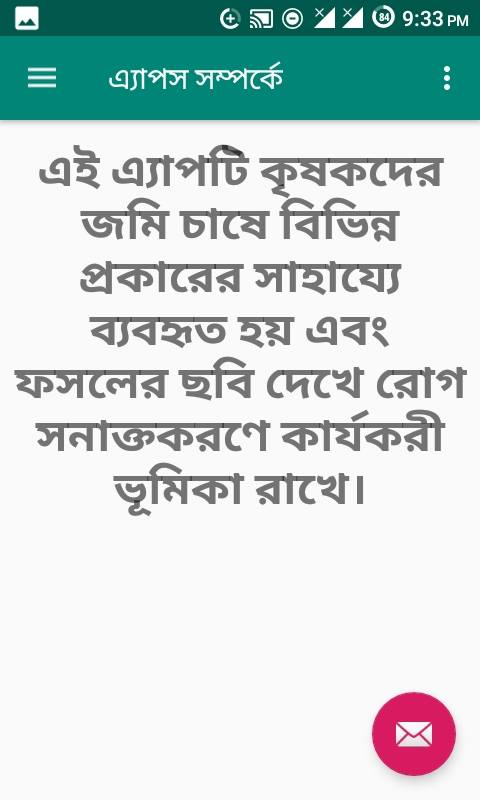 84 9:33 PM
এ্যাপস সম্পর্কে
এই এ্যাপটি কৃষকদের
জমি চাষে বিভিন্ন
প্রকারের সাহায্যে
ব্যবহৃত হয় এবং
ফসলের ছবি দেখে রোগ
সনাক্তকরণে কার্যকরী
ভূমিকা রাখে।